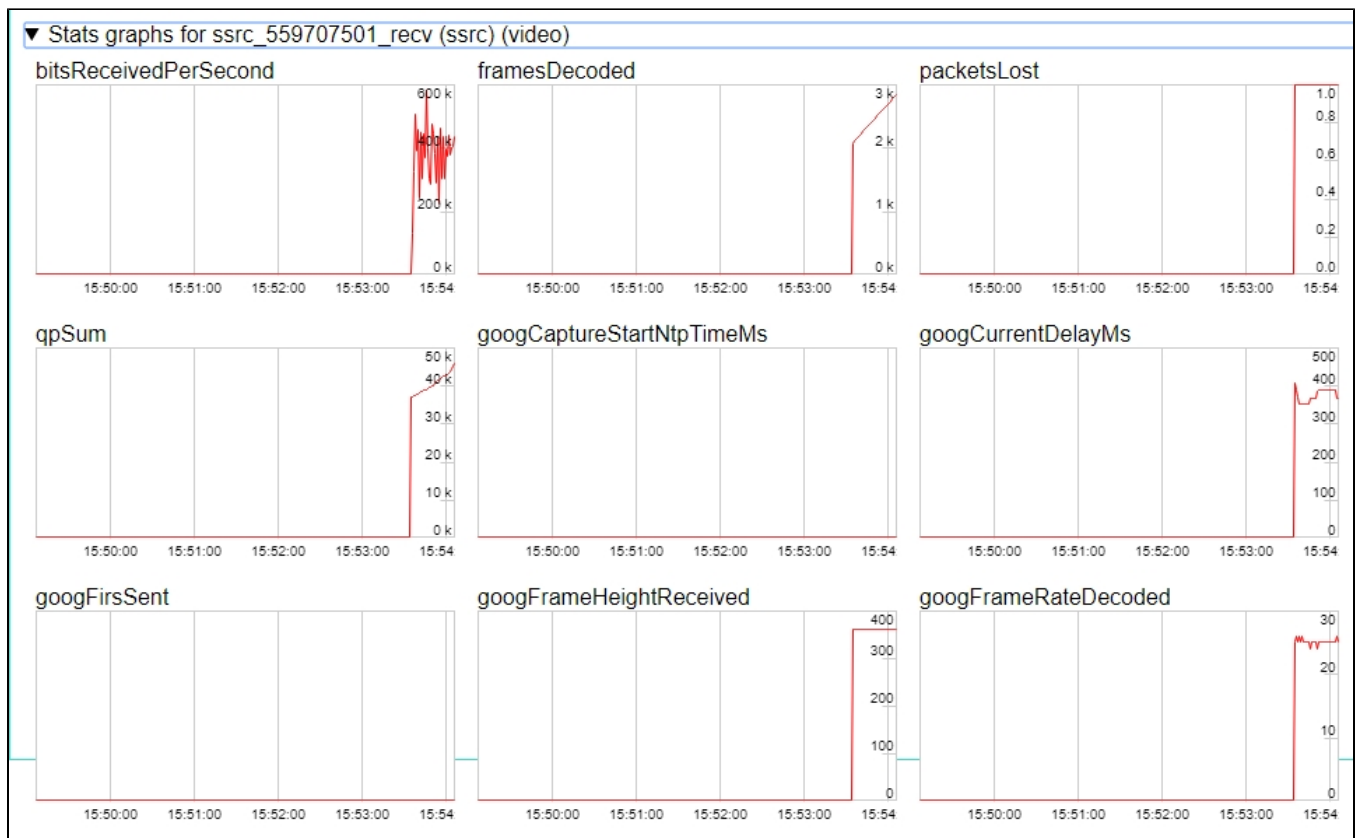 ▼ Stats graphs for ssrc_559707501_recv (ssrc) (video)
bitsReceivedPerSecond
600 k
400 k
200 k
0 k
15:50:00 15:51:00 15:52:00 15:53:00 15:54
framesDecoded
3 k
2 k
1 k
0 k
15:50:00 15:51:00 15:52:00 15:53:00 15:54
packetsLost
1.0
0.8
0.6
0.4
0.2
0.0
15:50:00 15:51:00 15:52:00 15:53:00 15:54
qpSum
50 k
40 k
30 k
20 k
10 k
0 k
15:50:00 15:51:00 15:52:00 15:53:00 15:54
googCaptureStartNtpTimeMs
15:50:00 15:51:00 15:52:00 15:53:00 15:54
googCurrentDelayMs
500
400
300
200
100
0
15:50:00 15:51:00 15:52:00 15:53:00 15:54
googFirsSent
15:50:00 15:51:00 15:52:00 15:53:00 15:54
googFrameHeightReceived
400
300
200
100
0
15:50:00 15:51:00 15:52:00 15:53:00 15:54
googFrameRateDecoded
30
20
10
0
15:50:00 15:51:00 15:52:00 15:53:00 15:54